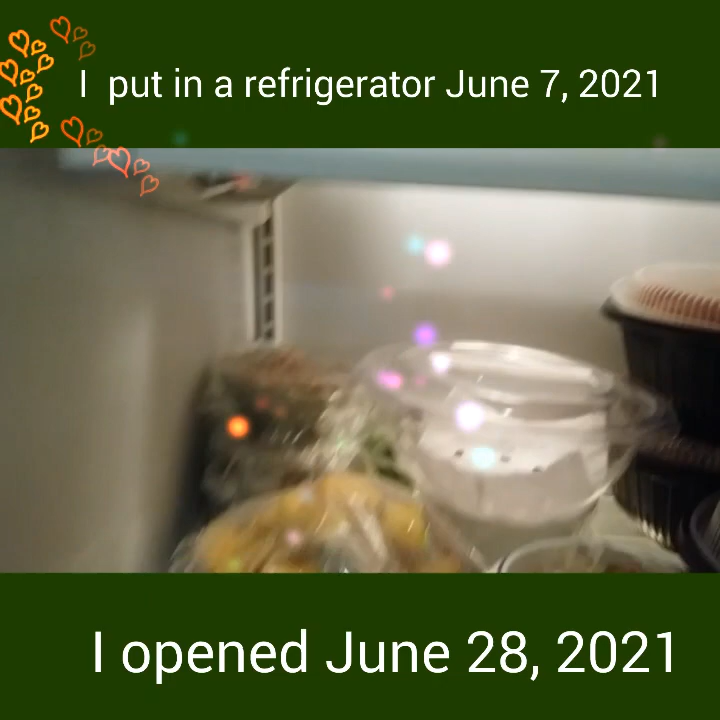 I put in a refrigerator June 7, 2021
I opened June 28, 2021